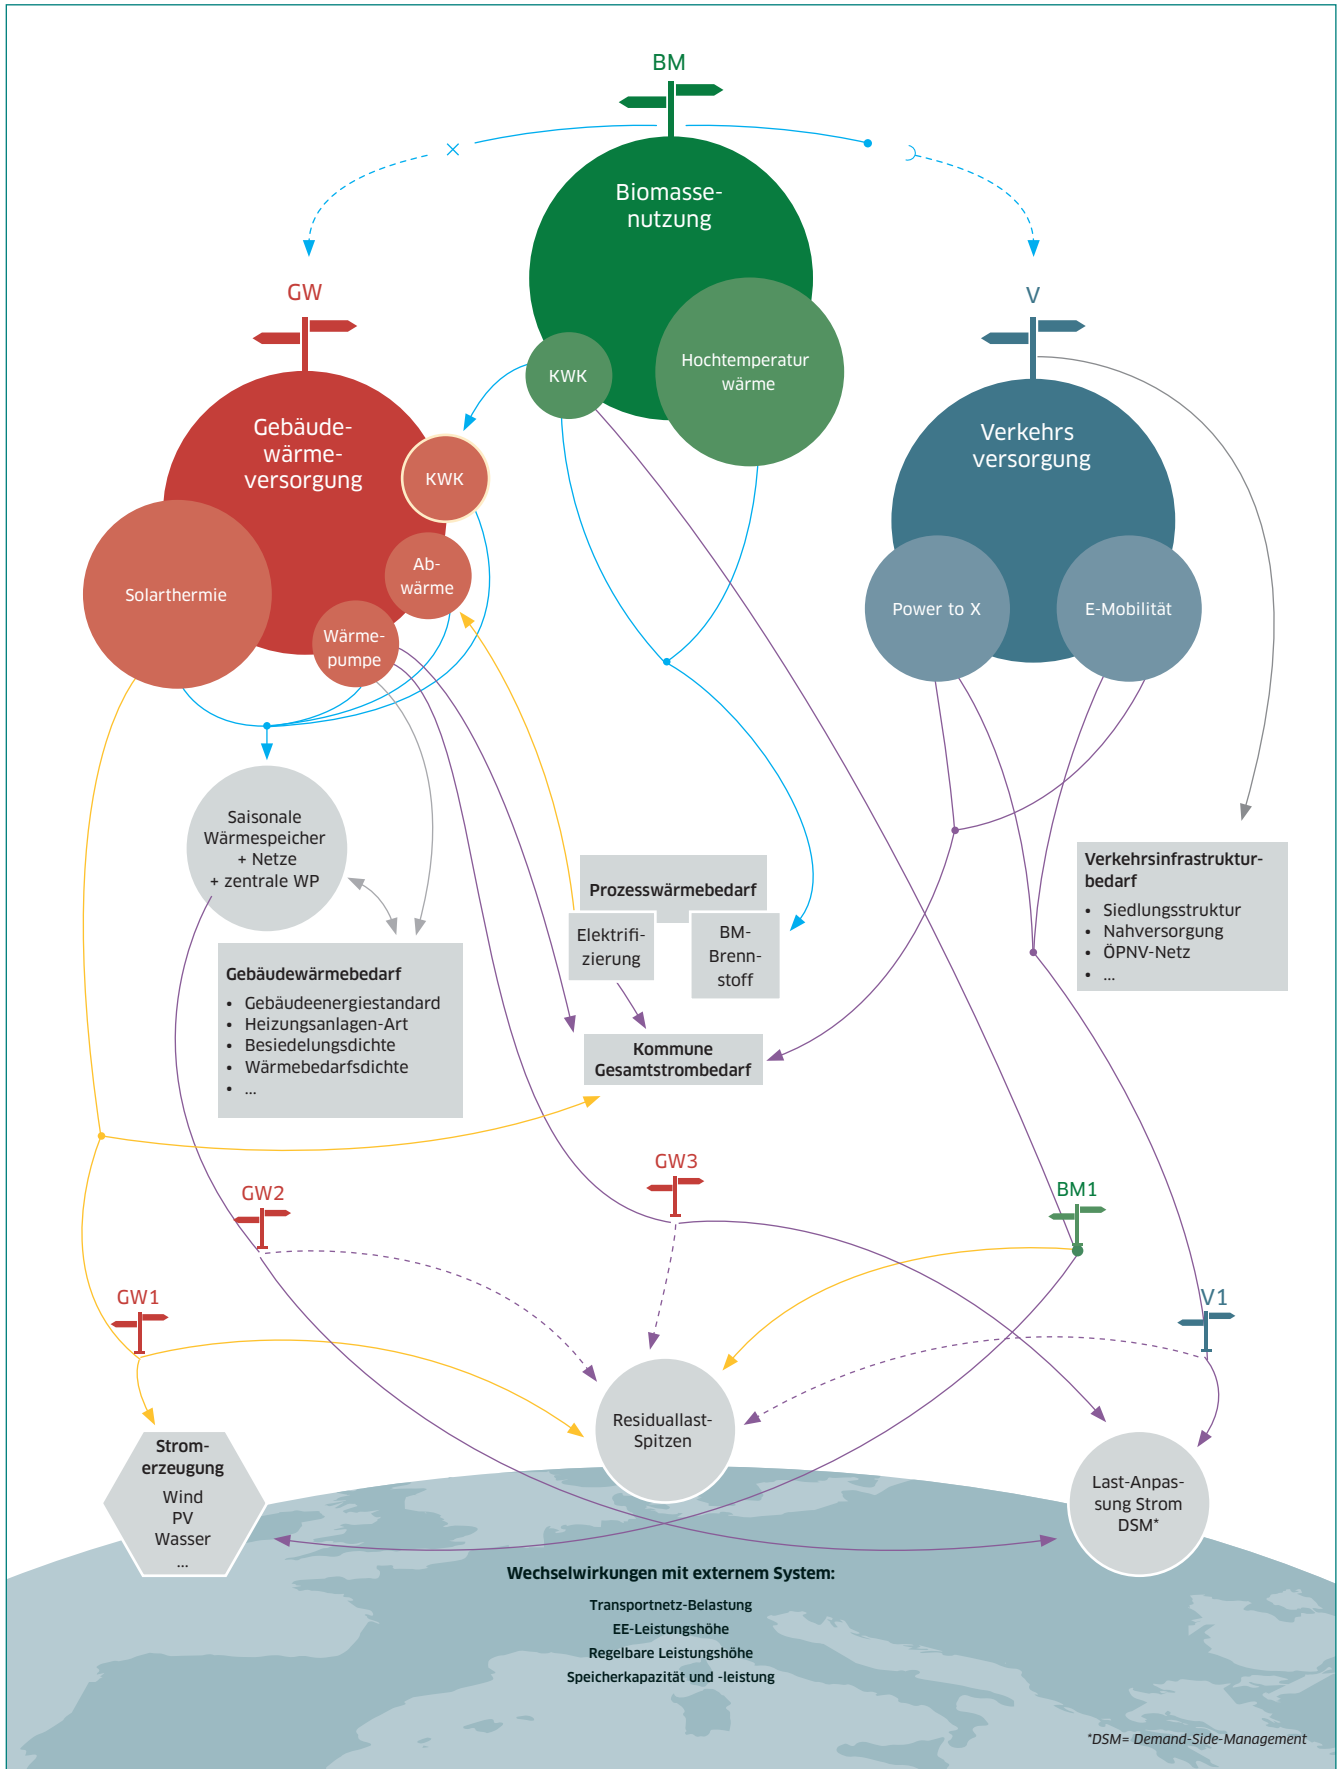 BM
Biomasse-
nutzung
KWK
Hochtemperatur
wärme
GW
Gebäude-
wärme-
versorgung
KWK
Ab-
wärme
Wärme-
pumpe
Solarthermie
V
Verkehrs
versorgung
Power to X
E-Mobilität
Saisonale
Wärmespeicher
+ Netze
+ zentrale WP
Gebäudewärmebedarf
• Gebäudeenergiestandard
• Heizungsanlagen-Art
• Besiedelungsdichte
• Wärmebedarfsdichte
• ...
Prozesswärmebedarf
Elektrifi-
zierung
BM-
Brenn-
stoff
Kommune
Gesamtstrombedarf
Verkehrsinfrastruktur-
bedarf
• Siedlungsstruktur
• Nahversorgung
• ÖPNV-Netz
• ...
GW3
GW2
BM1
GW1
V1
Residuallast-
Spitzen
Strom-
erzeugung
Wind
PV
Wasser
...
Last-Anpas-
sung Strom
DSM*
Wechselwirkungen mit externem System:
Transportnetz-Belastung
EE-Leistungshöhe
Regelbare Leistungshöhe
Speicherkapazität und -leistung
*DSM= Demand-Side-Management